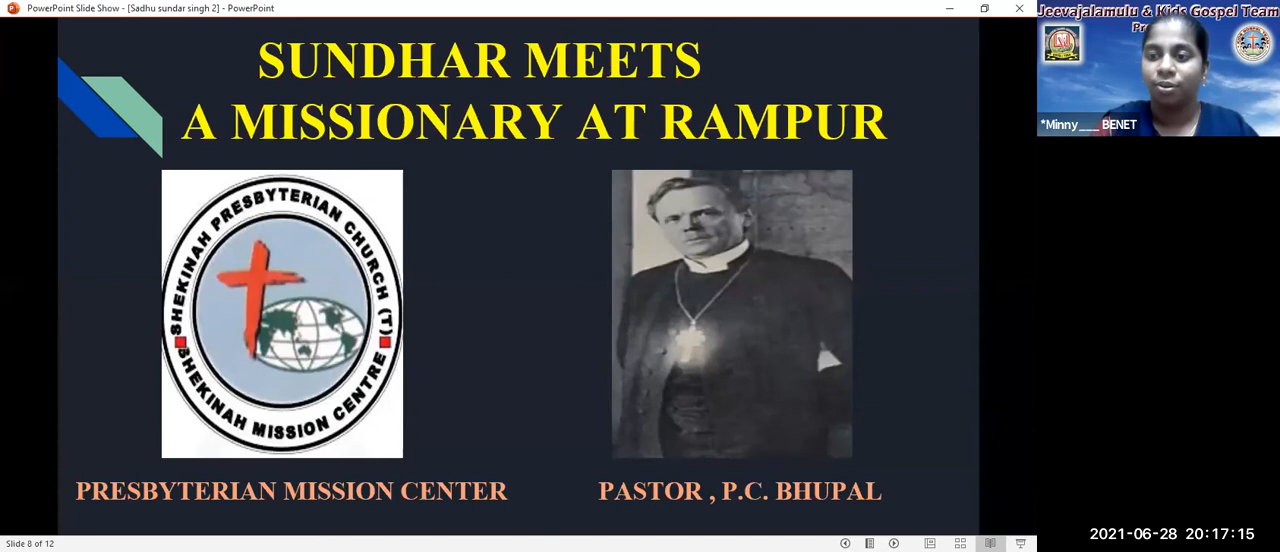 PowerPoint Slide Show - [Sadhu sundar singh 2] - PowerPoint
SUNDHAR MEETS
A MISSIONARY AT RAMPUR
SHEKINAH PRESBYTERIAN CHURCH (T)
SHEKINAH MISSION CENTRE
PRESBYTERIAN MISSION CENTER
PASTOR , P.C. BHUPAL
Slide 8 of 12
Jeevajalamulu & Kids Gospel Team
*Minny___ BENET
2021-06-28 20:17:15